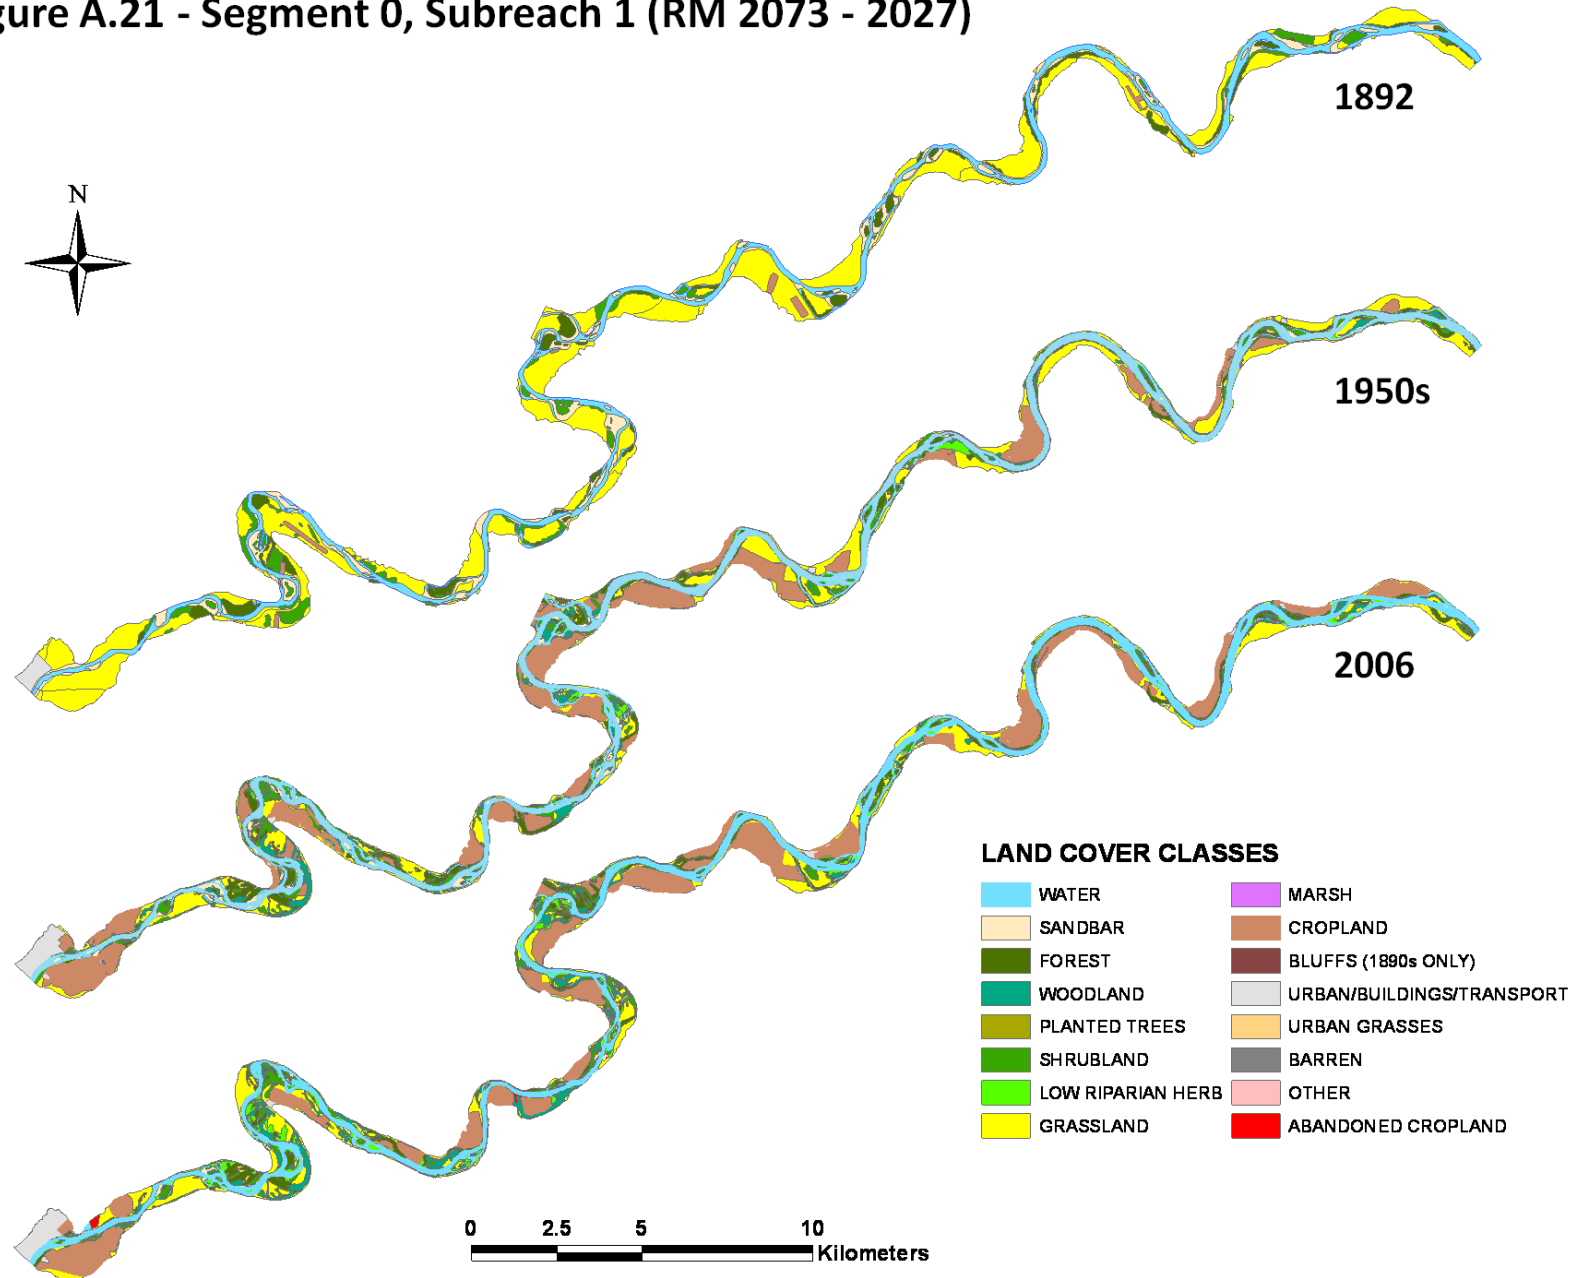 gure A.21 - Segment 0, Subreach 1 (RM 2073 - 2027)
1892
N
1950s
2006
LAND COVER CLASSES
WATER
SANDBAR
FOREST
WOODLAND
PLANTED TREES
SHRUBLAND
LOW RIPARIAN HERB
GRASSLAND
MARSH
CROPLAND
BLUFFS (1890s ONLY)
URBAN/BUILDINGS/TRANSPORT
URBAN GRASSES
BARREN
OTHER
ABANDONED CROPLAND
0 2.5 5 10
Kilometers